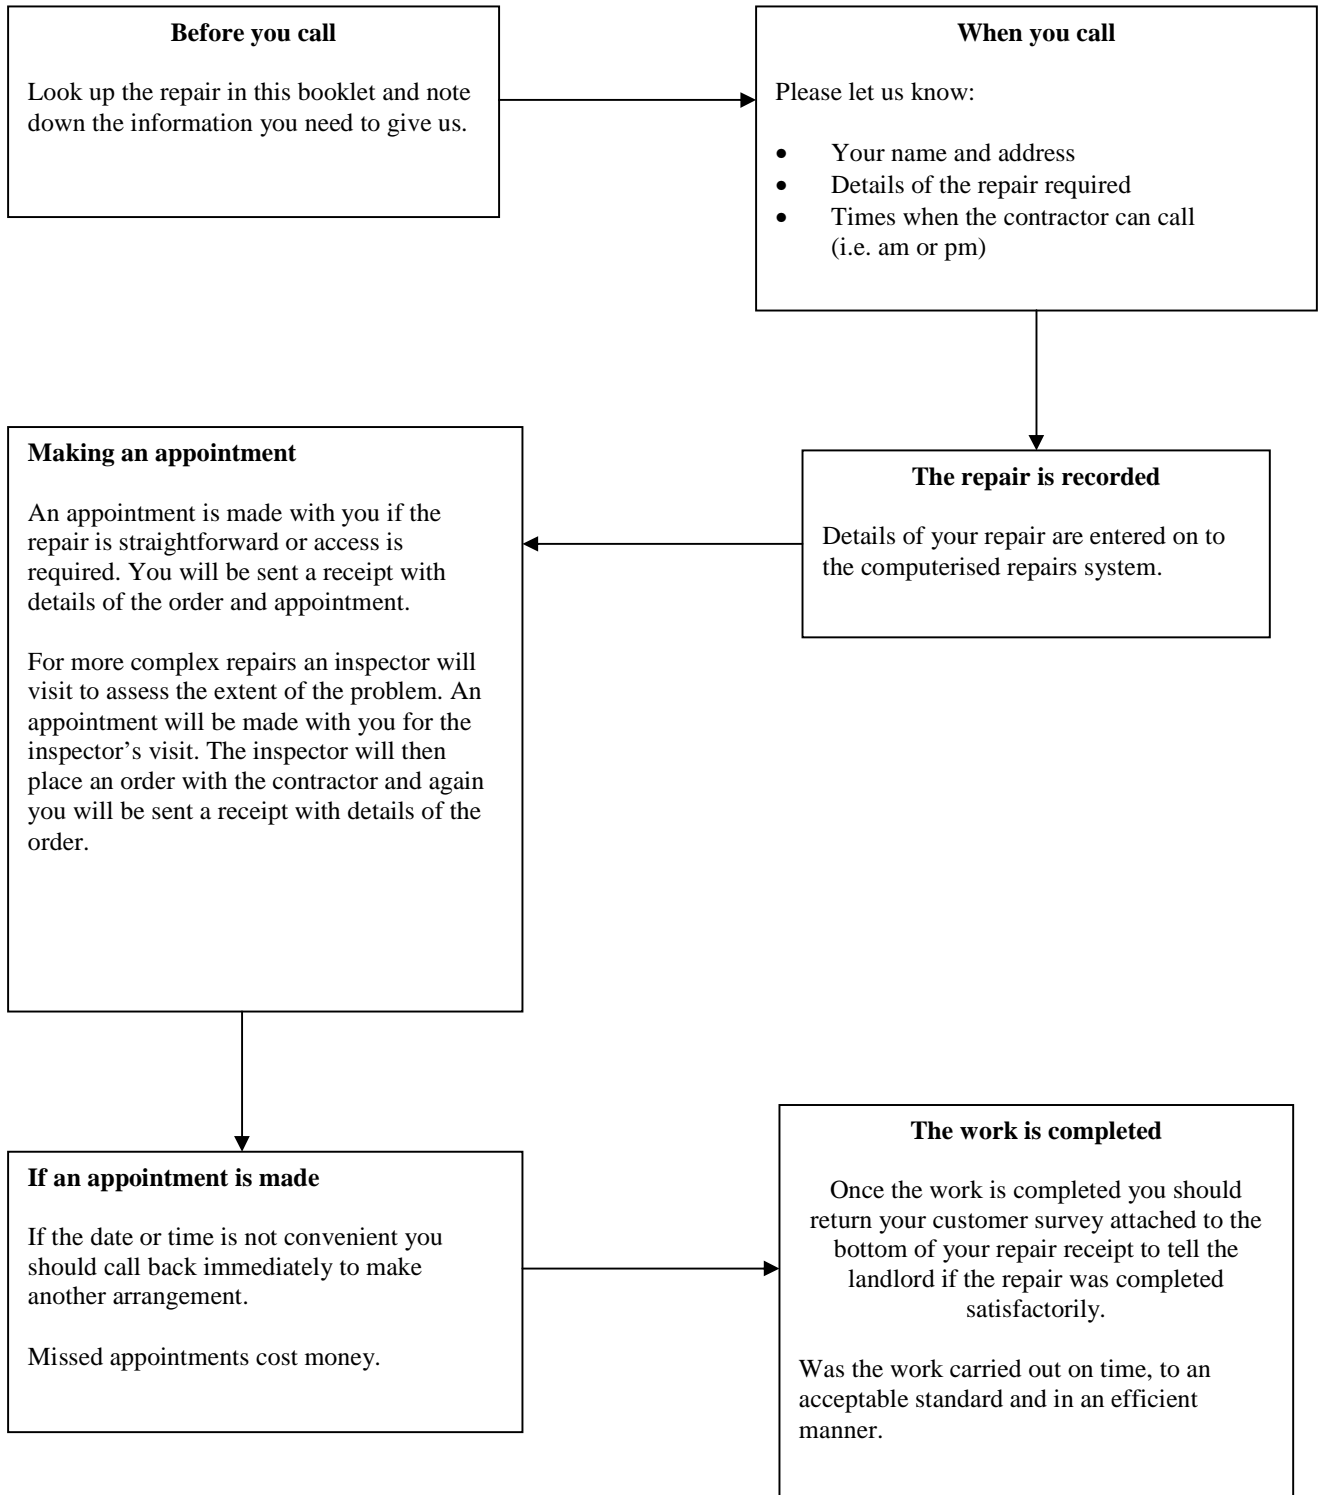 Before you call
Look up the repair in this booklet and note
down the information you need to give us.
When you call
Please let us know:
• Your name and address
• Details of the repair required
• Times when the contractor can call
(i.e. am or pm)
The repair is recorded
Details of your repair are entered on to
the computerised repairs system.
Making an appointment
An appointment is made with you if the
repair is straightforward or access is
required. You will be sent a receipt with
details of the order and appointment.
For more complex repairs an inspector will
visit to assess the extent of the problem. An
appointment will be made with you for the
inspector’s visit. The inspector will then
place an order with the contractor and again
you will be sent a receipt with details of the
order.
If an appointment is made
If the date or time is not convenient you
should call back immediately to make
another arrangement.
Missed appointments cost money.
The work is completed
Once the work is completed you should
return your customer survey attached to the
bottom of your repair receipt to tell the
landlord if the repair was completed
satisfactorily.
Was the work carried out on time, to an
acceptable standard and in an efficient
manner.